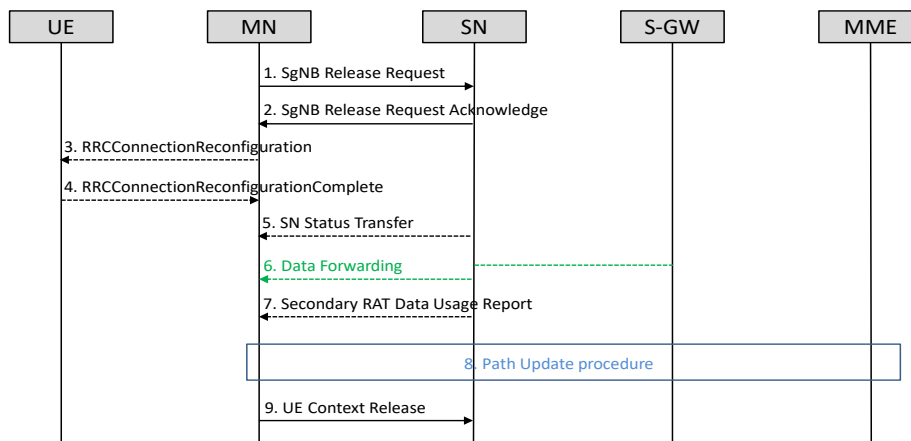 UE
MN
SN
S-GW
MME
1. SgNB Release Request
2. SgNB Release Request Acknowledge
3. RRCConnectionReconfiguration
4. RRCConnectionReconfigurationComplete
5. SN Status Transfer
6. Data Forwarding
7. Secondary RAT Data Usage Report
8. Path Update procedure
9. UE Context Release